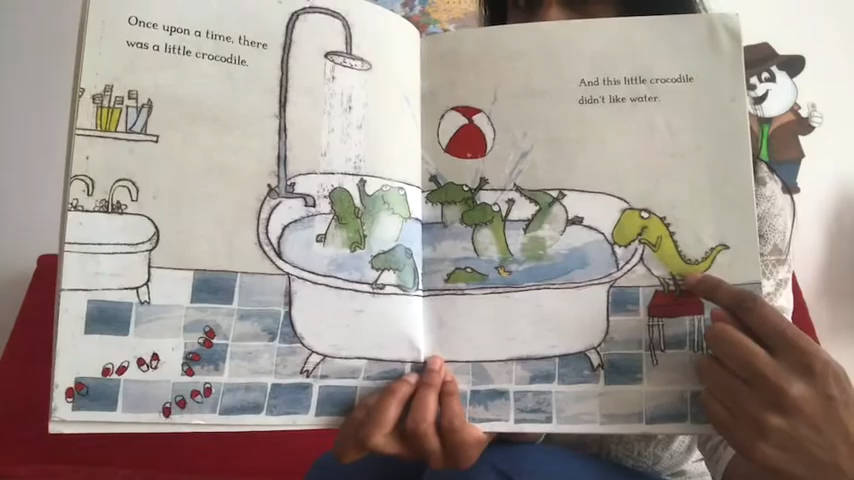 Once upon a time, there
was a little crocodile.
And this little crocodile
didn't like water.